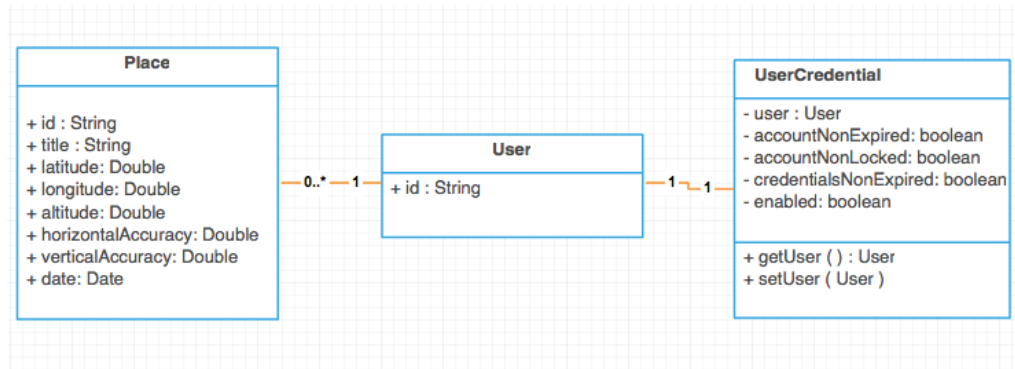 Place
+ id : String
+ title : String
+ latitude: Double
+ longitude: Double
+ altitude: Double
+ horizontalAccuracy: Double
+ verticalAccuracy: Double
+ date: Date
0..*
1
User
+ id : String
1
1
UserCredential
- user : User
- accountNonExpired: boolean
- accountNonLocked: boolean
- credentialsNonExpired: boolean
- enabled: boolean
+ getUser ( ) : User
+ setUser ( User )